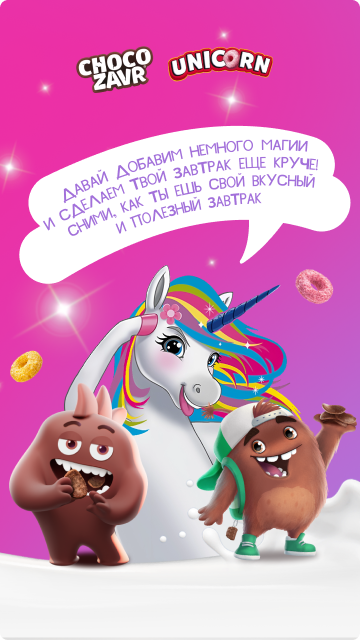 CHOCO
ZAVR
UNICORN
ДАВАЙ ДОБАВИМ НЕМНОГО МАГИИ
И СДЕЛАЕМ ТВОЙ ЗАВТРАК ЕЩЕ КРУЧЕ!
СНИМИ, КАК ТЫ ЕШЬ СВОЙ ВКУСНЫЙ
И ПОЛЕЗНЫЙ ЗАВТРАК